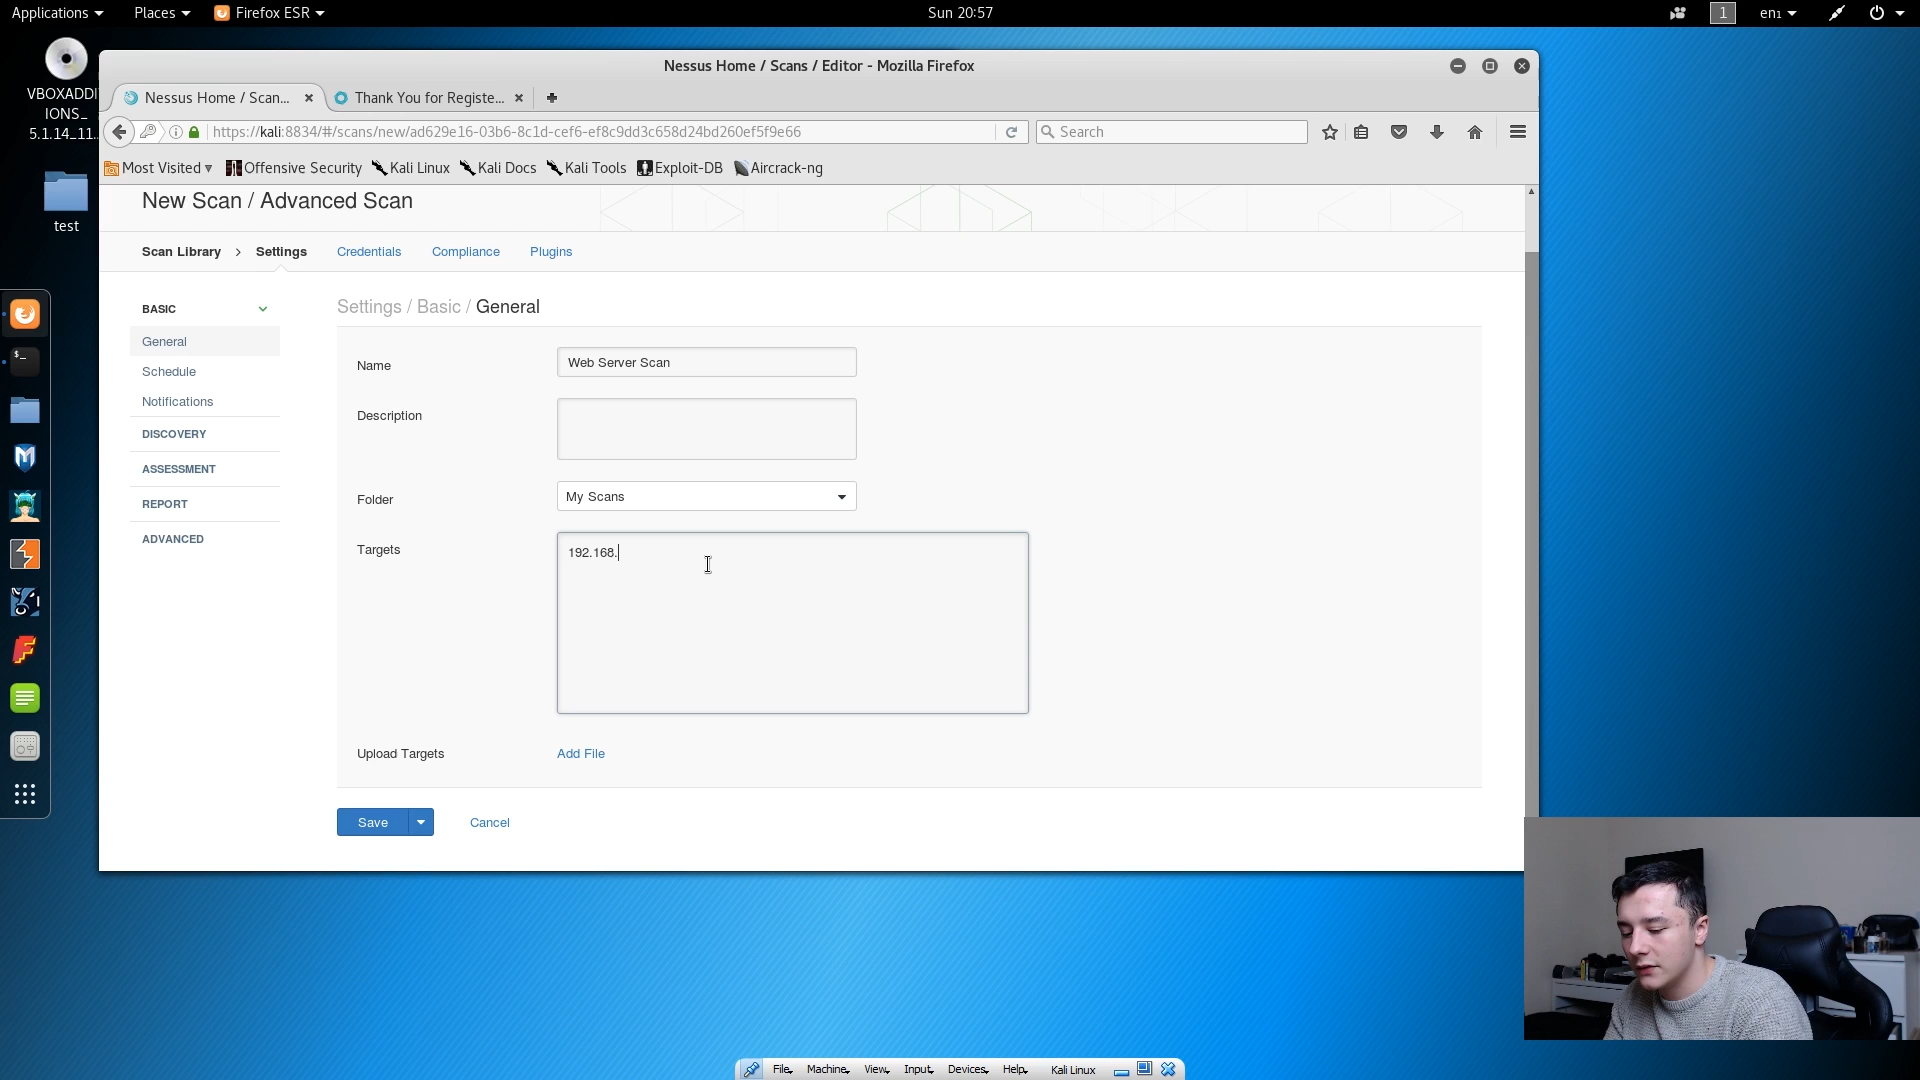 Applications Places Firefox ESR Sun 20:57 1 en1
VBOXADDI
IONS_
5.1.14_11..
test
Nessus Home / Scans / Editor - Mozilla Firefox
Nessus Home / Scan... Thank You for Registe...
https://kali:8834/#/scans/new/ad629e16-03b6-8c1d-cef6-ef8c9dd3c658d24bd260ef5f9e66 Search
Most Visited Offensive Security Kali Linux Kali Docs Kali Tools Exploit-DB Aircrack-ng
New Scan / Advanced Scan
Scan Library > Settings Credentials Compliance Plugins
BASIC
General
Schedule
Notifications
DISCOVERY
ASSESSMENT
REPORT
ADVANCED
Settings / Basic / General
Name Web Server Scan
Description
Folder My Scans
Targets 192.168.
Upload Targets Add File
Save Cancel
File Machine View Input Devices Help Kali Linux